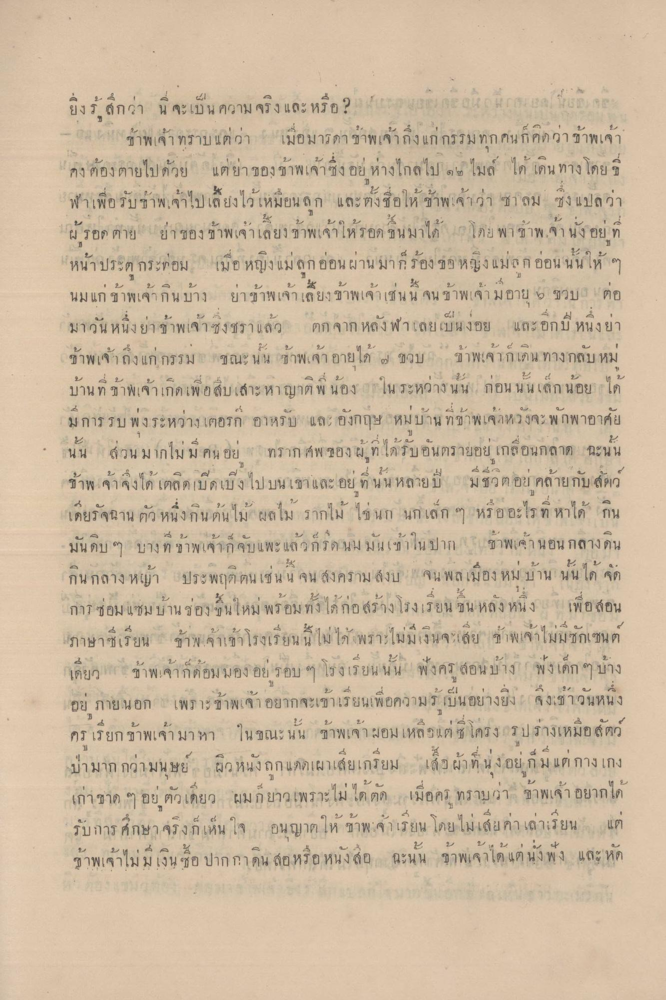 ยิ่งรู้สึกว่า นี่จะเป็นความจริงและหรือ?
ข้าพเจ้าทราบแต่ว่า เมื่อมารดาข้าพเจ้าถึงแก่กรรมทุกคนก็คิดว่าข้าพเจ้า
คงต้องตายไปด้วย แต่ย่าของข้าพเจ้าซึ่งอยู่ห่างไกลไป ๑๒ ไมล์ ได้ เดินทางโดยขี่
ฬาเพื่อรับข้าพเจ้าไปเลี้ยงไว้เหมือนลูก และตั้งชื่อให้ข้าพเจ้าว่า ซาลม ซึ่งแปลว่า
ผู้รอดตาย ย่าของข้าพเจ้าเลี้ยงข้าพเจ้าให้รอดขึ้นมาได้ โดยพาข้าพเจ้านั่งอยู่ที่
หน้าประตูกระท่อม เมื่อหญิงแม่ลูกอ่อนผ่านมาก็ร้องขอหญิงแม่ลูกอ่อนนั้นให้ ๆ
นมแก่ข้าพเจ้ากินบ้าง ย่าข้าพเจ้าเลี้ยงข้าพเจ้าเช่นนี้จนข้าพเจ้ามีอายุ ๖ ขวบ ต่อ
มาวันหนึ่งย่าข้าพเจ้าซึ่งชราแล้ว ตกจากหลังฬาเลยเป็นง่อย และอีกปีหนึ่งย่า
ข้าพเจ้าถึงแก่กรรม ขณะนั้น ข้าพเจ้าอายุได้ ๗ ขวบ ข้าพเจ้าก็เดินทางกลับหมู่
บ้านที่ข้าพเจ้าเกิดเพื่อสืบเสาะหาญาติพี่น้อง ในระหว่างนั้น ก่อนนั้นเล็กน้อย ได้
มีการรบพุ่งระหว่างเตอรกี อาหรับ และ อังกฤษ หมู่บ้านที่ข้าพเจ้าหวังจะพักพาอาศัย
นั้น ส่วนมากไม่มีคนอยู่ ทรากศพของผู้ที่ได้รับอันตรายอยู่เกลื่อนกลาด ฉะนั้น
ข้าพ จ้าจึงได้เตลิดเปิดเปิงไปบนเขาและอยู่ที่นั้นหลายปี มีชีวิตอยู่คล้ายกับสัตว์
เดียรัจฉานตัวหนึ่งกินต้นไม้ ผลไม้ รากไม้ ไข่นก นกเล็กๆ หรืออะไรที่หาได้ กิน
มันดิบๆ บางทีข้าพเจ้าก็จับแพะแล้วก็รีดนมมันเข้าในปาก ข้าพเจ้านอนกลางดิน
กินกลางหญ้า ประพฤติตนเช่นนี้จนสงครามสงบ จนพลเมืองหมู่บ้าน นั้นได้ จัด
การซ่อมแซมบ้านช่องขึ้นใหม่พร้อมทั้งได้ก่อสร้างโรงเรียนขึ้นหลังหนึ่ง เพื่อสอน
ภาษาซีเรียน ข้าพ จ้าเข้าโรงเรียนนี้ไม่ได้เพราะไม่มีเงินจะเสีย ข้าพเจ้าไม่มีซักเซนต์
เดียว ข้าพเจ้าก็ด้อมมองอยู่รอบๆโรงเรียนนั้น ฟังครูสอนบ้าง ฟังเด็กๆบ้าง
อยู่ภายนอก เพราะข้าพเจ้าอยากจะเข้าเรียนเพื่อความรู้เป็นอย่างยิ่ง จึงเช้าวันหนึ่ง
ครูเรียกข้าพเจ้ามาหา ในขณะนั้น ข้าพเจ้าผอมเหลือแต่ซี่โครง รูปร่างเหมือสัตว์
ป่ามากกว่ามนุษย์ ผิวหนังถูกแดดเผาเสียเกรียม เสื้อผ้าที่นุ่งอยู่ก็มีแต่กางเกง
เก่าขาดๆอยู่ตัวเดียว ผมก็ยาวเพราะไม่ได้ตัด เมื่อครูทราบว่า ข้าพเจ้าอยากได้
รับการศึกษาจริงก็เห็นใจ อนุญาตให้ข้าพเจ้าเรียนโดยไม่เสียค่าเล่าเรียน แต่
ข้าพเจ้าไม่มีเงินซื้อปากกาดินสอหรือหนังสือ ฉะนั้น ข้าพเจ้าได้แต่นั่งฟัง และหัด